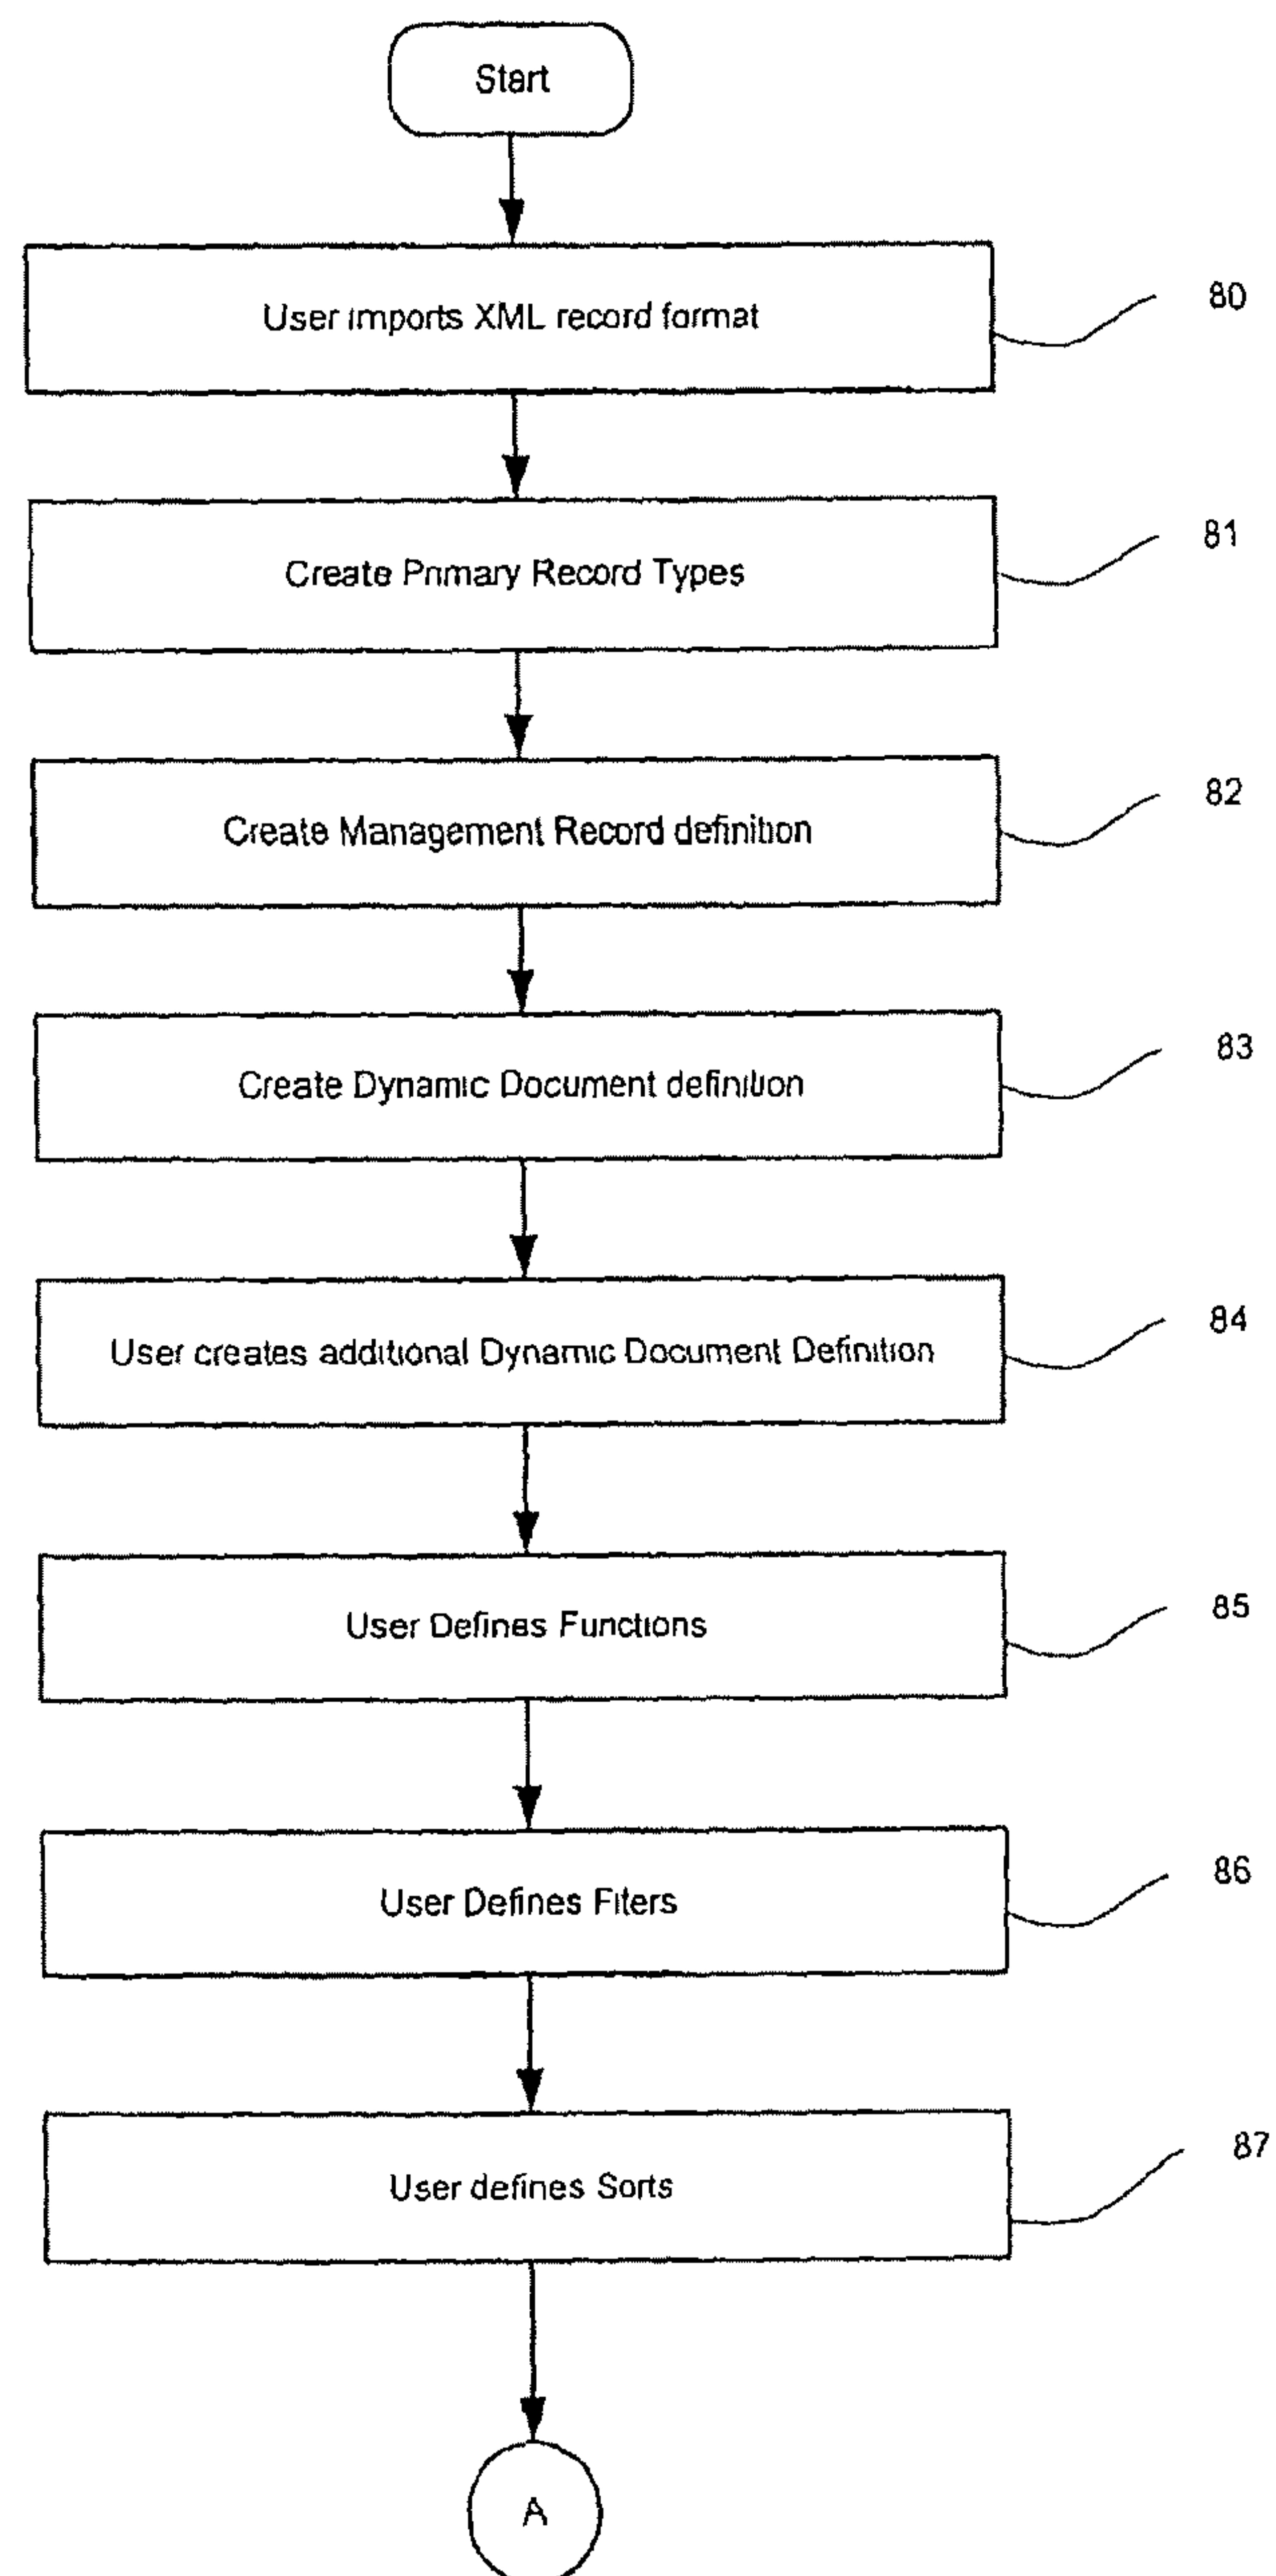 Start
User imports XML record format
80
Create Primary Record Types
81
Create Management Record definition
82
Create Dynamic Document definition
83
User creates additional Dynamic Document Definition
84
User Defines Functions
85
User Defines Filters
86
User defines Sorts
87
A